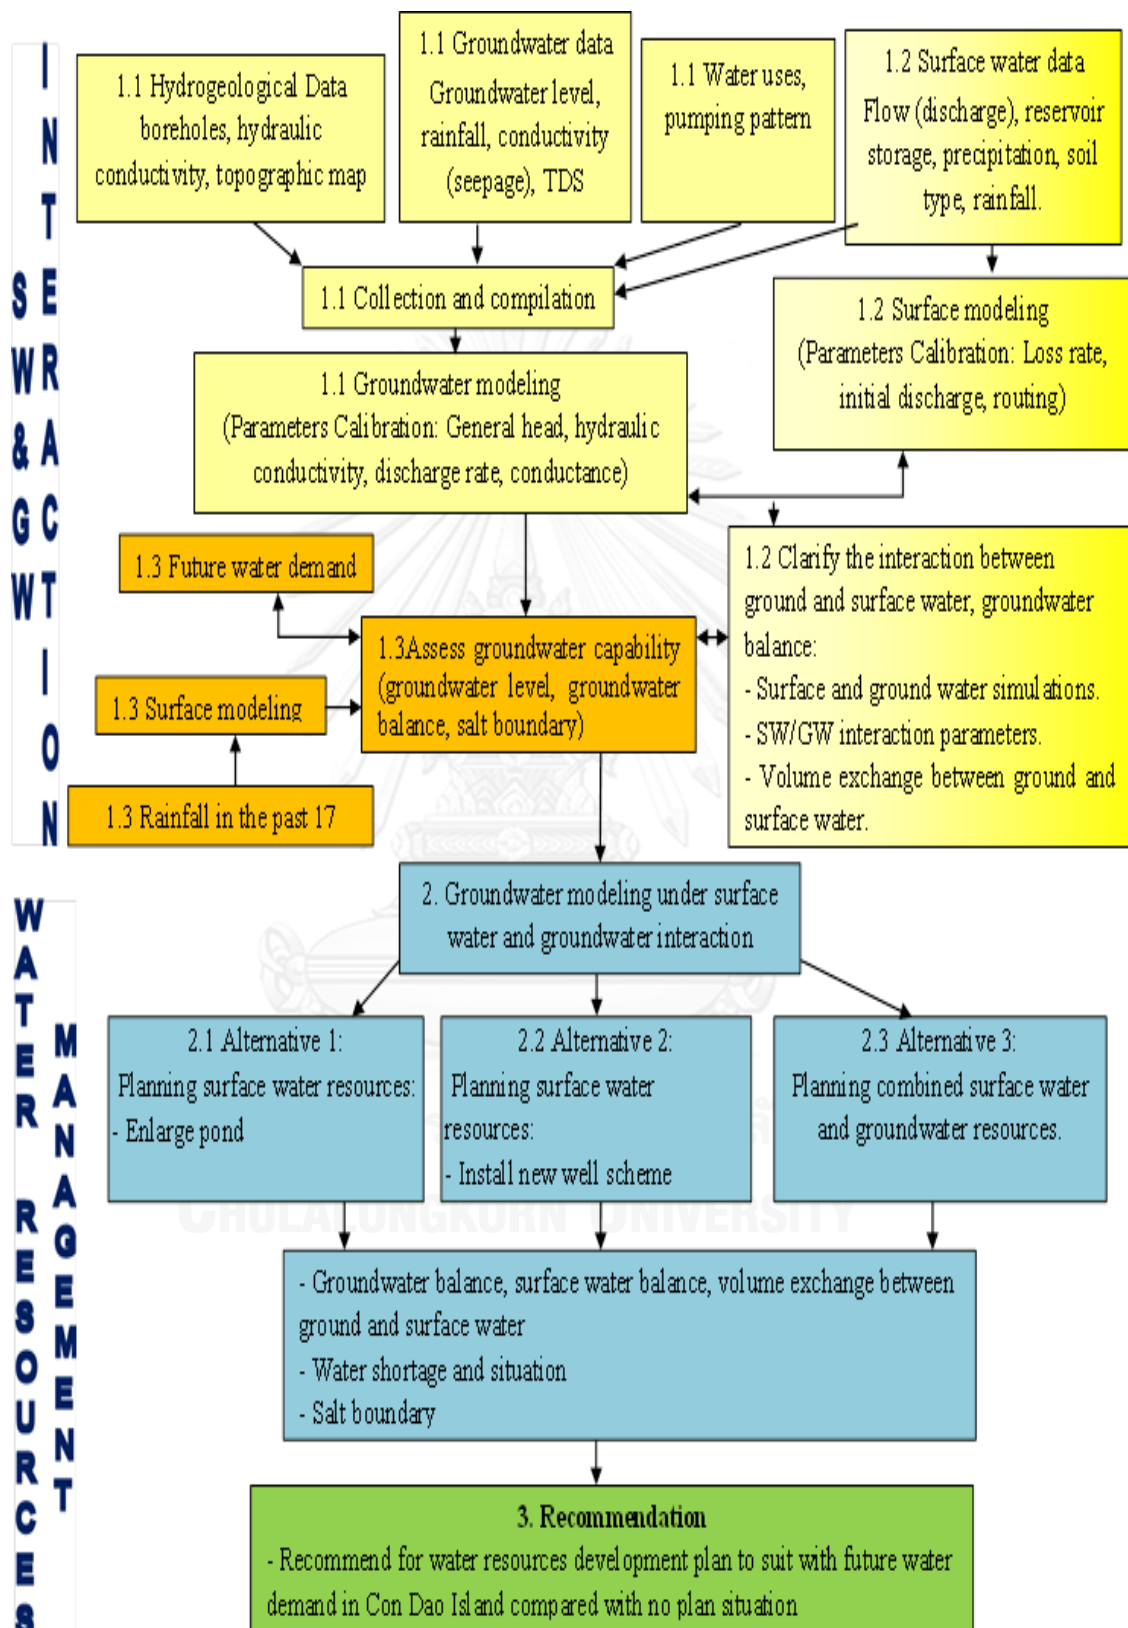 SW & GW
INTERACTION
1.1 Hydrogeological Data
boreholes, hydraulic
conductivity, topographic map
1.1 Groundwater data
Groundwater level,
rainfall, conductivity
(seepage), TDS
1.1 Water uses,
pumping pattern
1.2 Surface water data
Flow (discharge), reservoir
storage, precipitation, soil
type, rainfall.
1.1 Collection and compilation
1.2 Surface modeling
(Parameters Calibration: Loss rate,
initial discharge, routing)
1.1 Groundwater modeling
(Parameters Calibration: General head, hydraulic
conductivity, discharge rate, conductance)
1.3 Future water demand
1.2 Clarify the interaction between
ground and surface water, groundwater
balance:
- Surface and ground water simulations.
- SW/GW interaction parameters.
- Volume exchange between ground and
surface water.
1.3Assess groundwater capability
(groundwater level, groundwater
balance, salt boundary)
1.3 Surface modeling
1.3 Rainfall in the past 17
WATER RESOURCES
MANAGEMENT
2. Groundwater modeling under surface
water and groundwater interaction
2.1 Alternative 1:
Planning surface water resources:
- Enlarge pond
2.2 Alternative 2:
Planning surface water
resources:
- Install new well scheme
2.3 Alternative 3:
Planning combined surface water
and groundwater resources.
CHULALONGKORN UNIVERSITY
- Groundwater balance, surface water balance, volume exchange between
ground and surface water
- Water shortage and situation
- Salt boundary
3. Recommendation
- Recommend for water resources development plan to suit with future water
demand in Con Dao Island compared with no plan situation